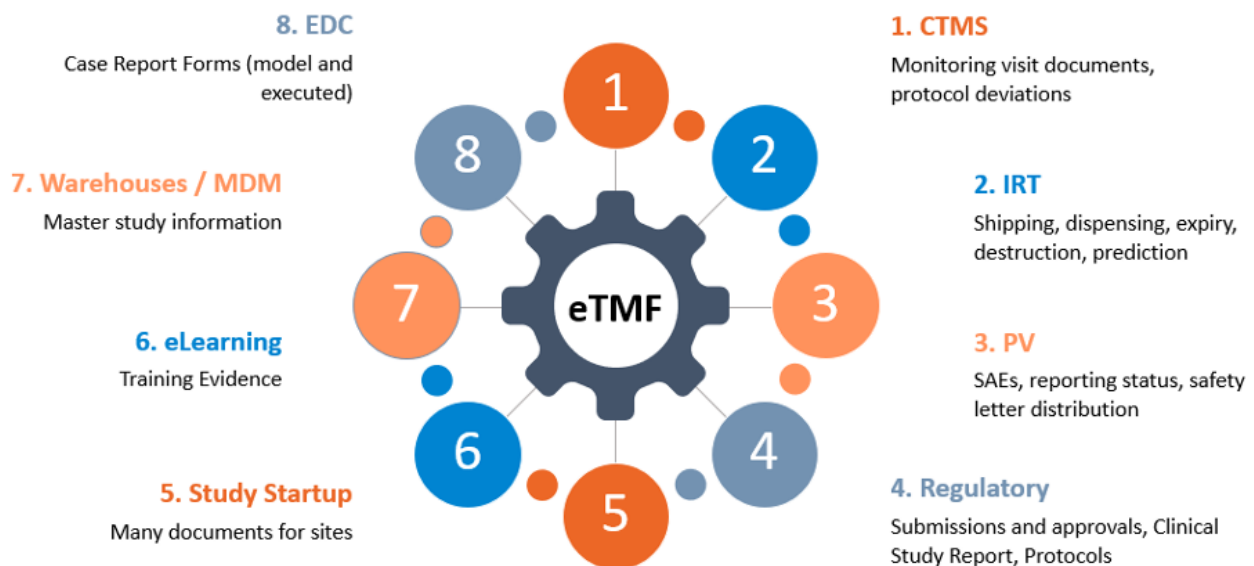 8. EDC
Case Report Forms (model and
executed)
7. Warehouses / MDM
Master study information
6. eLearning
Training Evidence
5. Study Startup
Many documents for sites
1
2
3
4
5
6
7
8
eTMF
1. CTMS
Monitoring visit documents,
protocol deviations
2. IRT
Shipping, dispensing, expiry,
destruction, prediction
3. PV
SAEs, reporting status, safety
letter distribution
4. Regulatory
Submissions and approvals, Clinical
Study Report, Protocols